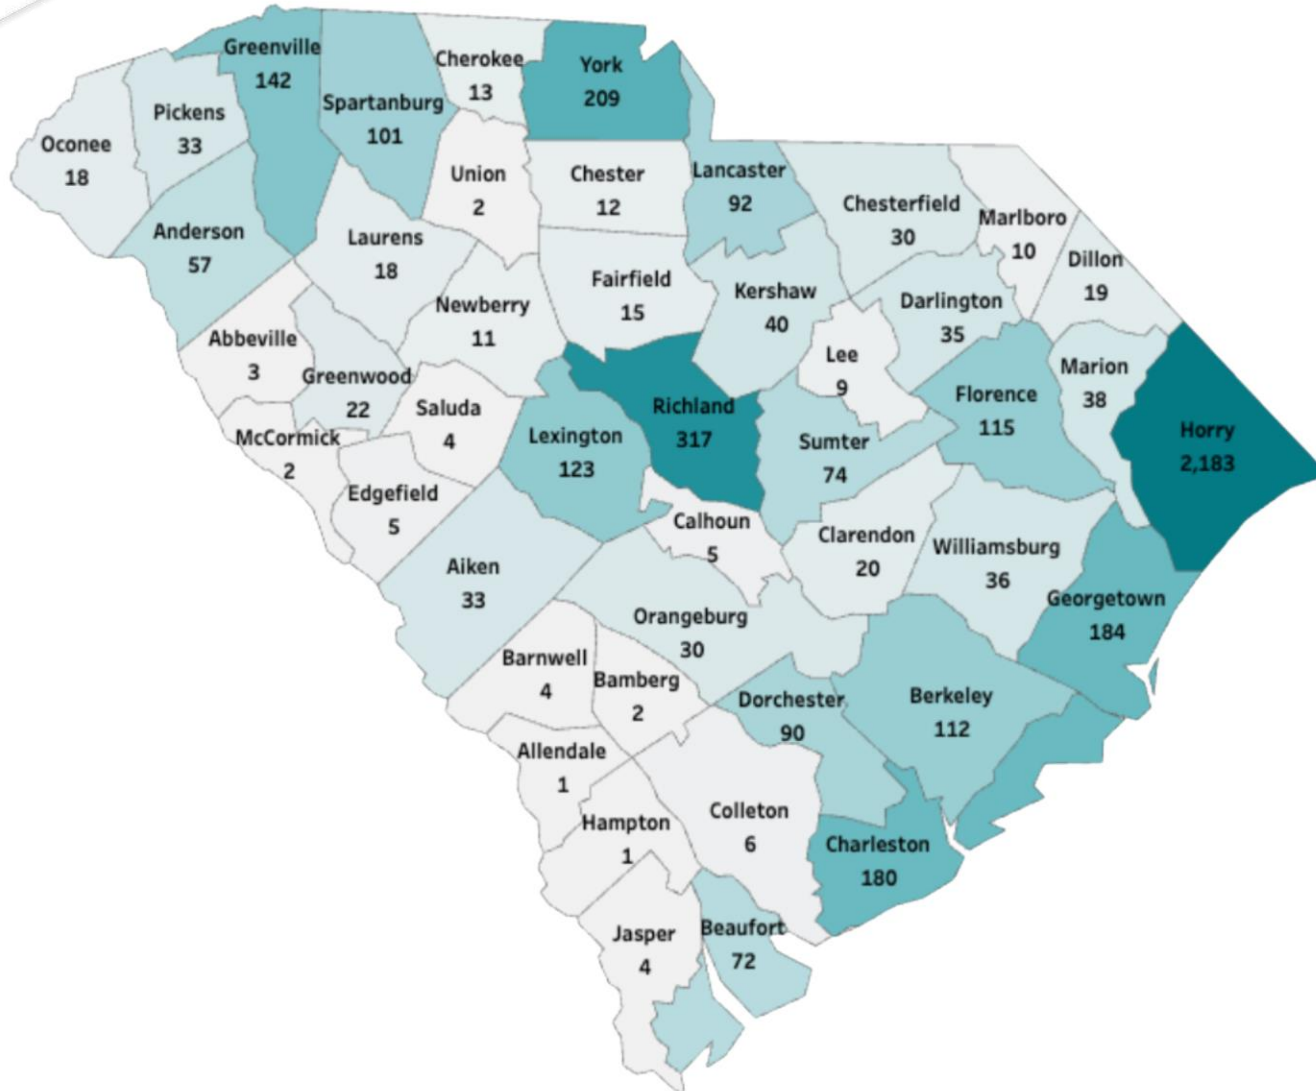 Greenville
142
Cherokee
13
York
209
Spartanburg
101
Pickens
33
Oconee
18
Union
2
Chester
12
Lancaster
92
Chesterfield
30
Marlboro
10
Anderson
57
Laurens
18
Dillon
19
Fairfield
15
Kershaw
40
Darlington
35
Newberry
11
Abbeville
3
Lee
9
Marion
38
Greenwood
22
Florence
115
Saluda
4
Richland
317
Horry
2,183
McCormick
2
Lexington
123
Sumter
74
Edgefield
5
Calhoun
5
Clarendon
20
Williamsburg
36
Aiken
33
Georgetown
184
Orangeburg
30
Barnwell
4
Bamberg
2
Dorchester
90
Berkeley
112
Allendale
1
Colleton
6
Hampton
1
Charleston
180
Jasper
4
Beaufort
72